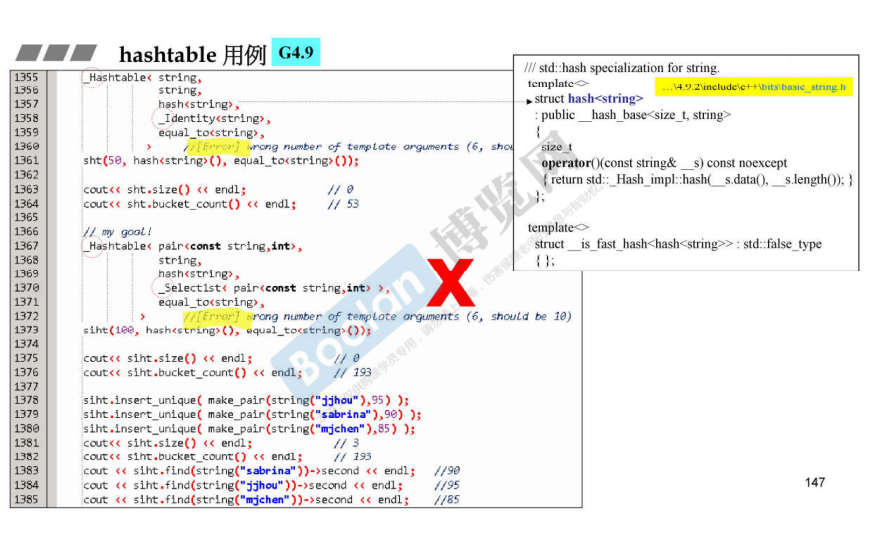 hashtable 用例 G4.9
1355 _Hashtable< string,
1356 string,
1357 hash<string>,
1358 _Identity<string>,
1359 equal_to<string>,
1360 > //[Error] wrong number of template arguments (6, shou
1361 sht(50, hash<string>(), equal_to<string>());
1362
1363 cout<< sht.size() << endl; // 0
1364 cout<< sht.bucket_count() << endl; // 53
1365
1366 // my goal!
1367 _Hashtable< pair<const string,int>,
1368 string,
1369 hash<string>,
1370 _Select1st< pair<const string,int> >,
1371 equal_to<string>,
1372 > //[Error] wrong number of template arguments (6, should be 10)
1373 siht(100, hash<string>(), equal_to<string>());
1374
1375 cout<< siht.size() << endl; // 0
1376 cout<< siht.bucket_count() << endl; // 193
1377
1378 siht.insert_unique( make_pair(string("jjhou"),95) );
1379 siht.insert_unique( make_pair(string("sabrina"),90) );
1380 siht.insert_unique( make_pair(string("mjchen"),85) );
1381 cout<< siht.size() << endl; // 3
1382 cout<< siht.bucket_count() << endl; // 193
1383 cout << siht.find(string("sabrina"))->second << endl; //90
1384 cout << siht.find(string("jjhou"))->second << endl; //95
1385 cout << siht.find(string("mjchen"))->second << endl; //85
/// std::hash specialization for string.
template<>
...\4.9.2\include\c++\bits\basic_string.h
struct hash<string>
: public __hash_base<size_t, string>
{
size_t
operator()(const string& __s) const noexcept
{ return std::_Hash_impl::hash(__s.data(), __s.length()); }
};
template<>
struct __is_fast_hash<hash<string>> : std::false_type
{ };
X
Boolan 博览网
147